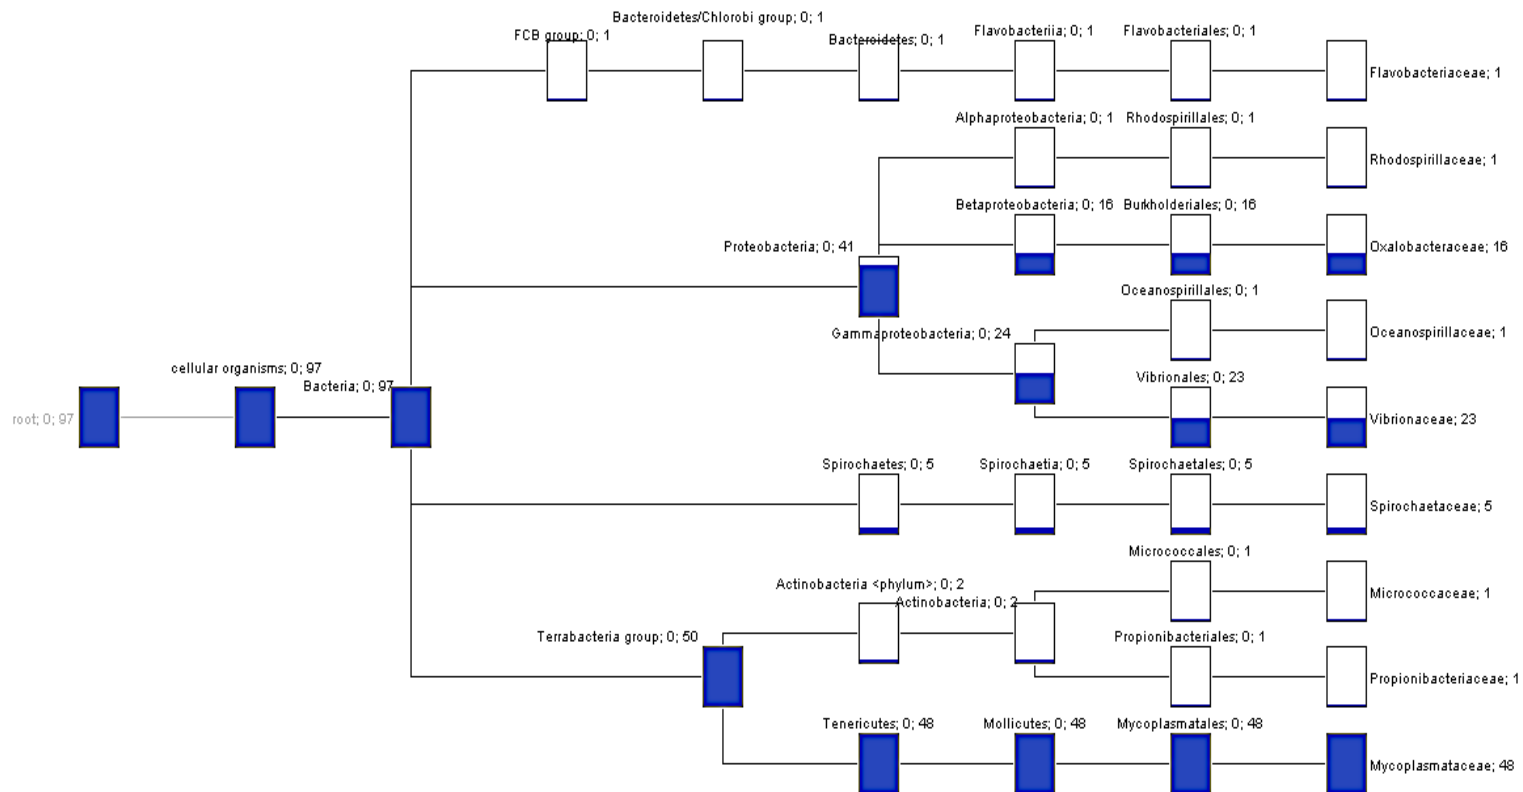 Bacteroidetes/Chlorobi group; 0; 1
FCB group; 0; 1
Bacteroidetes; 0; 1
Flavobacteriia; 0; 1
Flavobacteriales; 0; 1
Flavobacteriaceae; 1
Alphaproteobacteria; 0; 1
Rhodospirillales; 0; 1
Rhodospirillaceae; 1
Betaproteobacteria; 0; 16
Burkholderiales; 0; 16
Oxalobacteraceae; 16
Proteobacteria; 0; 41
Oceanospirillales; 0; 1
Oceanospirillaceae; 1
Gammaproteobacteria; 0; 24
Vibrionales; 0; 23
Vibrionaceae; 23
cellular organisms; 0; 97
Bacteria; 0; 97
root; 0; 97
Spirochaetes; 0; 5
Spirochaetia; 0; 5
Spirochaetales; 0; 5
Spirochaetaceae; 5
Micrococcales; 0; 1
Micrococcaceae; 1
Actinobacteria <phylum>; 0; 2
Actinobacteria; 0; 2
Terrabacteria group; 0; 50
Propionibacteriales; 0; 1
Propionibacteriaceae; 1
Tenericutes; 0; 48
Mollicutes; 0; 48
Mycoplasmatales; 0; 48
Mycoplasmataceae; 48